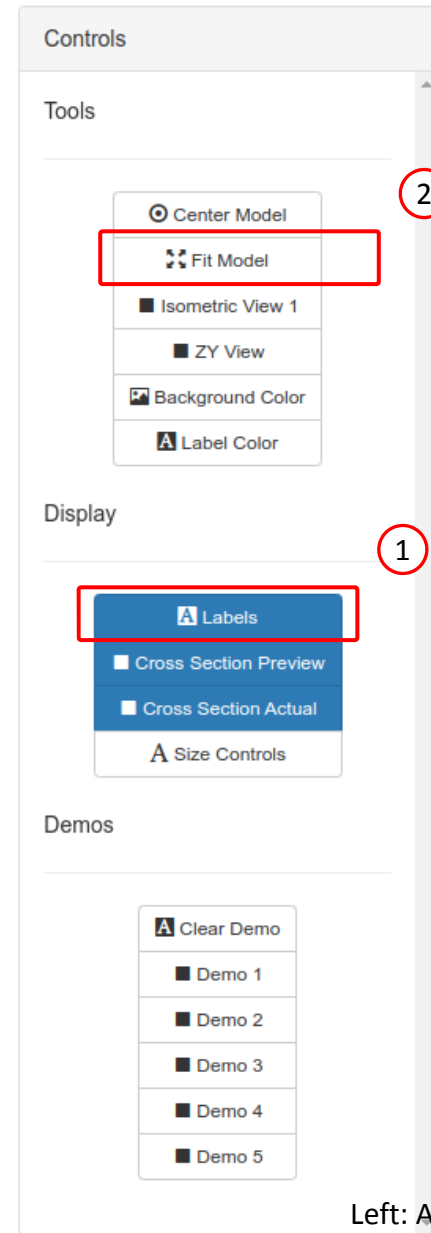 Controls
Tools
2
Center Model
Fit Model
Isometric View 1
ZY View
Background Color
A Label Color
Display
1
A Labels
Cross Section Preview
Cross Section Actual
A Size Controls
Demos
A Clear Demo
Demo 1
Demo 2
Demo 3
Demo 4
Demo 5
Left: A